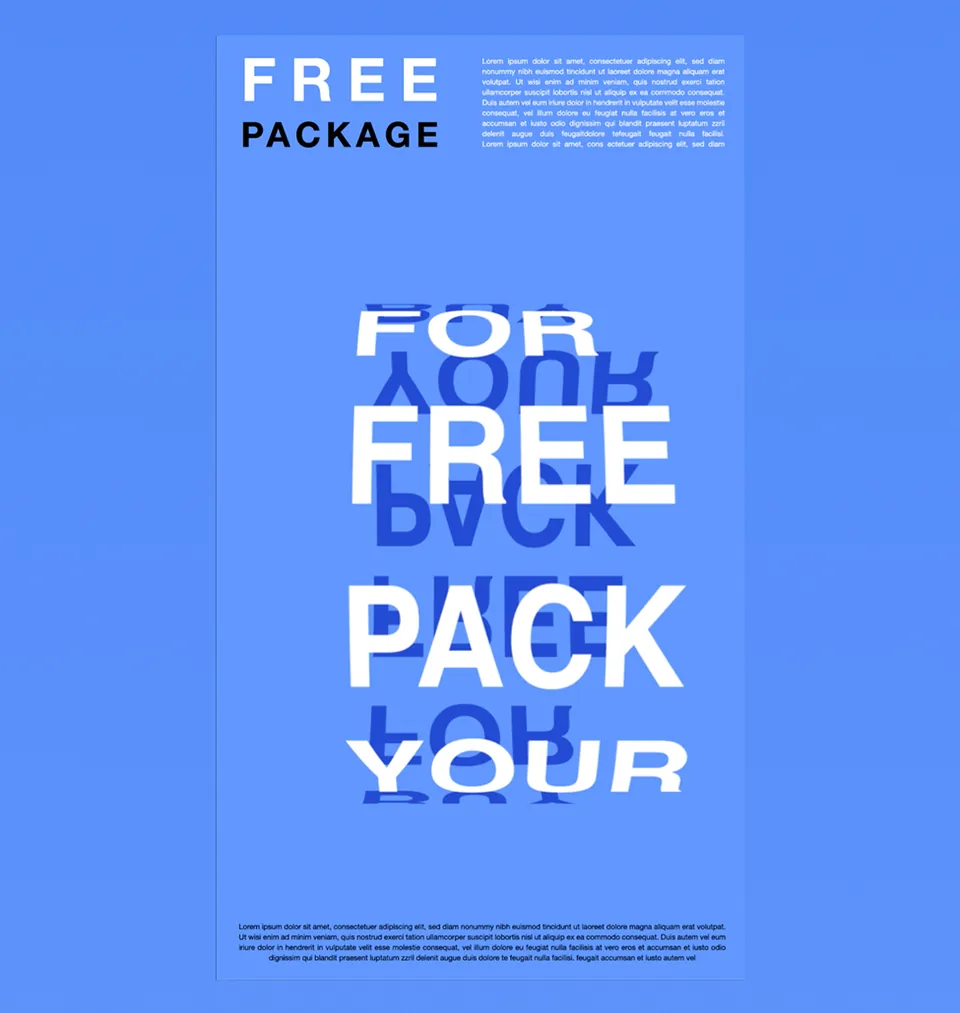 FREE
PACKAGE
Lorem ipsum dolor sit amet, consectetuer adipiscing elit, sed diam
nonummy nibh euismod tincidunt ut laoreet dolore magna aliquam erat
volutpat. Ut wisi enim ad minim veniam, quis nostrud exerci tation
ullamcorper suscipit lobortis nisl ut aliquip ex ea commodo consequat.
Duis autem vel eum iriure dolor in hendrerit in vulputate velit esse molestie
consequat, vel illum dolore eu feugiat nulla facilisis at vero eros et
accumsan et iusto odio dignissim qui blandit praesent luptatum zzril
delenit augue duis feugaitdolore tefeugait feugait nulla facilisi.
Lorem ipsum dolor sit amet, cons actetuer adipiscing elit, sed diam
FOR
YOUR
FREE
PACK
FREE
PACK
FOR
YOUR
Lorem ipsum dolor sit amet, consectetuer adipiscing elit, sed diam nonummy nibh euismod tincidunt ut laoreet dolore magna aliquam erat volutpat.
Ut wisi enim ad minim veniam, quis nostrud exerci tation ullamcorper suscipit lobortis nisl ut aliquip ex ea commodo consequat. Duis autem vel eum
iriure dolor in hendrerit in vulputate velit esse molestie consequat, vel illum dolore eu feugiat nulla facilisis at vero eros et accumsan et iusto odio
dignissim qui blandit praesent luptatum zzril delenit augue duis dolore te feugait nulla facilisi. feugait accumsan et iusto autem vel